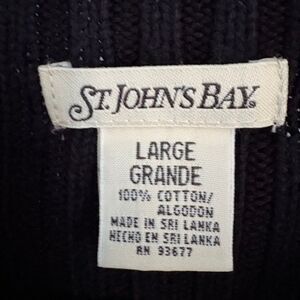 ST. JOHN'S BAY.
LARGE
GRANDE
100% COTTON/
ALGODON
MADE IN SRI LANKA
HECHO EN SRI LANKA
RN 93677